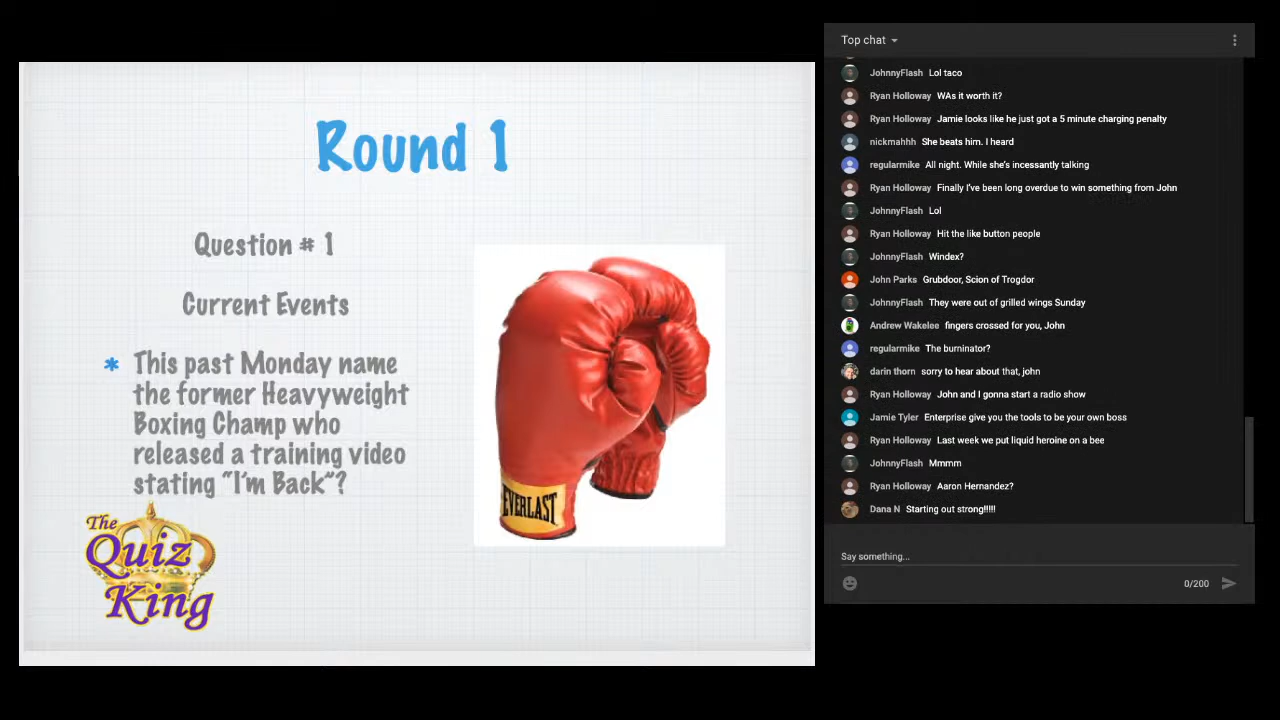 Round 1
Question # 1
Current Events
* This past Monday name
the former Heavyweight
Boxing Champ who
released a training video
stating “I’m Back”?
EVERLAST
The
Quiz
King
Top chat
JohnnyFlash Lol taco
Ryan Holloway WAs it worth it?
Ryan Holloway Jamie looks like he just got a 5 minute charging penalty
nickmahhh She beats him. I heard
regularmike All night. While she’s incessantly talking
Ryan Holloway Finally I’ve been long overdue to win something from John
JohnnyFlash Lol
Ryan Holloway Hit the like button people
JohnnyFlash Windex?
John Parks Grubdoor, Scion of Trogdor
JohnnyFlash They were out of grilled wings Sunday
Andrew Wakelee fingers crossed for you, John
regularmike The burninator?
darin thorn sorry to hear about that, john
Ryan Holloway John and I gonna start a radio show
Jamie Tyler Enterprise give you the tools to be your own boss
Ryan Holloway Last week we put liquid heroine on a bee
JohnnyFlash Mmmm
Ryan Holloway Aaron Hernandez?
Dana N Starting out strong!!!!!
Say something...
0/200